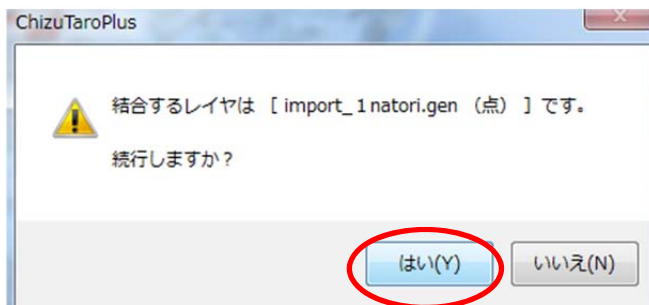 ChizuTaroPlus
結合するレイヤは [ import_1natori.gen (点) ] です。
続行しますか？
はい(Y)
いいえ(N)